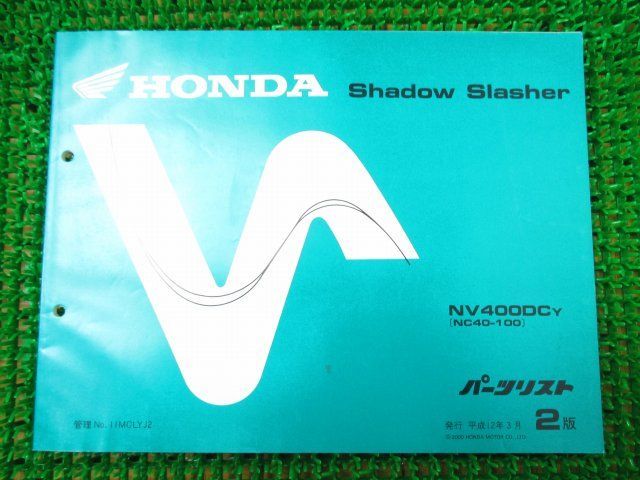 HONDA Shadow Slasher
NV400DCY
[NC40-100]
パーツリスト
管理No.11MCLYJ2
発行 平成12年3月 2版
©2000 HONDA MOTOR CO.,LTD.